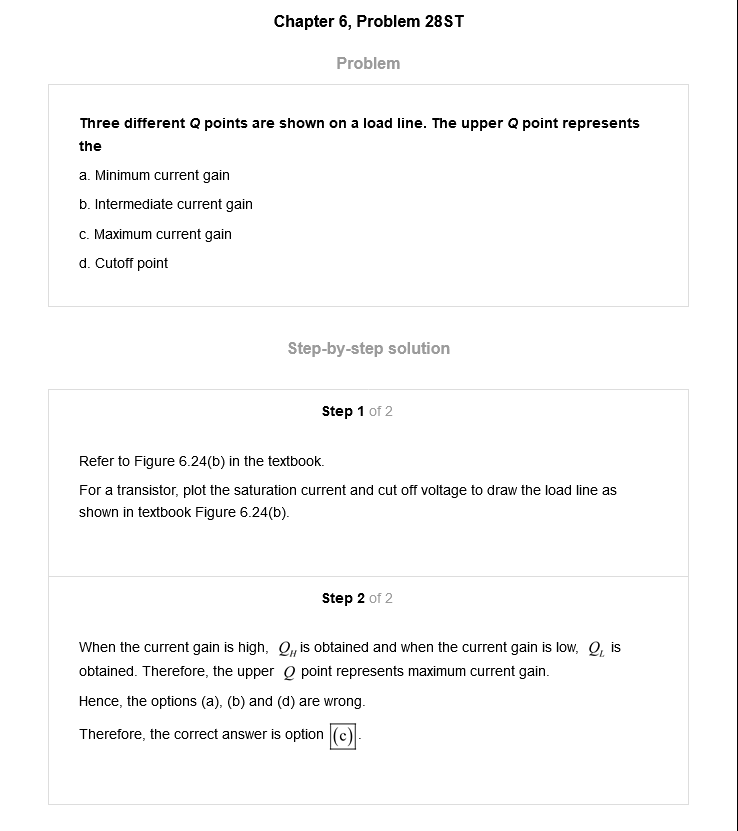 Chapter 6, Problem 28ST
Problem
Three different Q points are shown on a load line. The upper Q point represents
the
a. Minimum current gain
b. Intermediate current gain
c. Maximum current gain
d. Cutoff point
Step-by-step solution
Step 1 of 2
Refer to Figure 6.24(b) in the textbook.
For a transistor, plot the saturation current and cut off voltage to draw the load line as
shown in textbook Figure 6.24(b).
Step 2 of 2
When the current gain is high, Q_H is obtained and when the current gain is low, Q_L is
obtained. Therefore, the upper Q point represents maximum current gain.
Hence, the options (a), (b) and (d) are wrong.
Therefore, the correct answer is option (c).